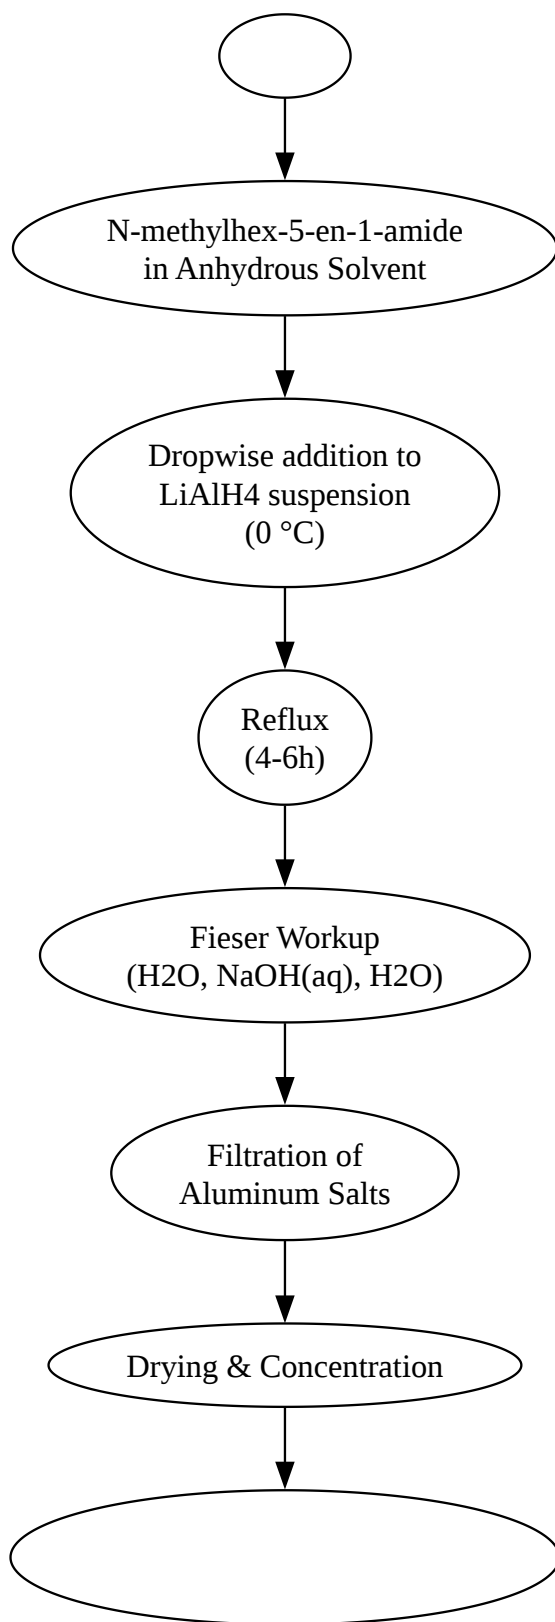 N-methylhex-5-en-1-amide
in Anhydrous Solvent
Dropwise addition to
LiAlH4 suspension
(0 °C)
Reflux
(4-6h)
Fieser Workup
(H2O, NaOH(aq), H2O)
Filtration of
Aluminum Salts
Drying & Concentration